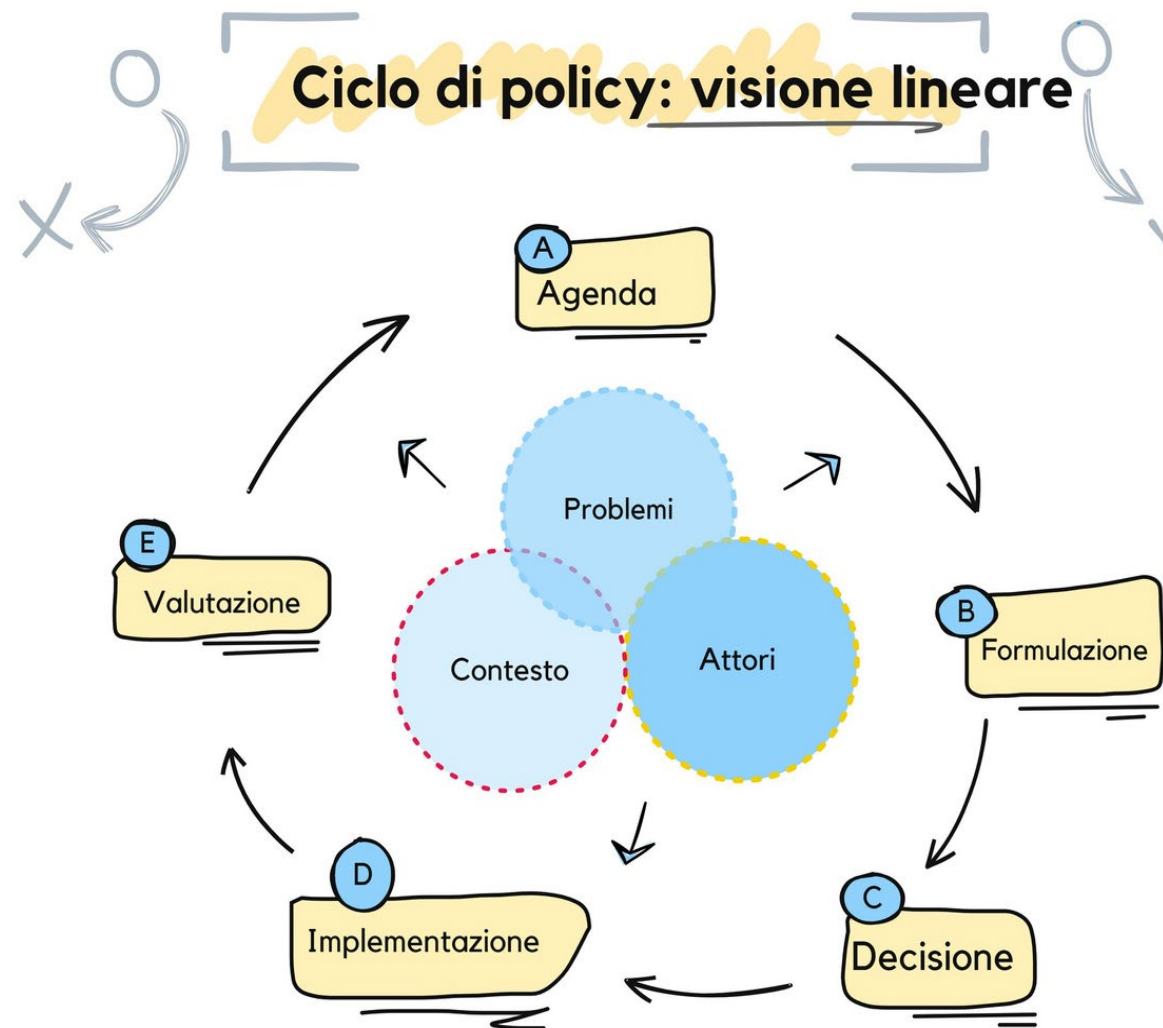 Ciclo di policy: visione lineare
A
Agenda
B
Formulazione
C
Decisione
D
Implementazione
E
Valutazione
Problemi
Contesto
Attori